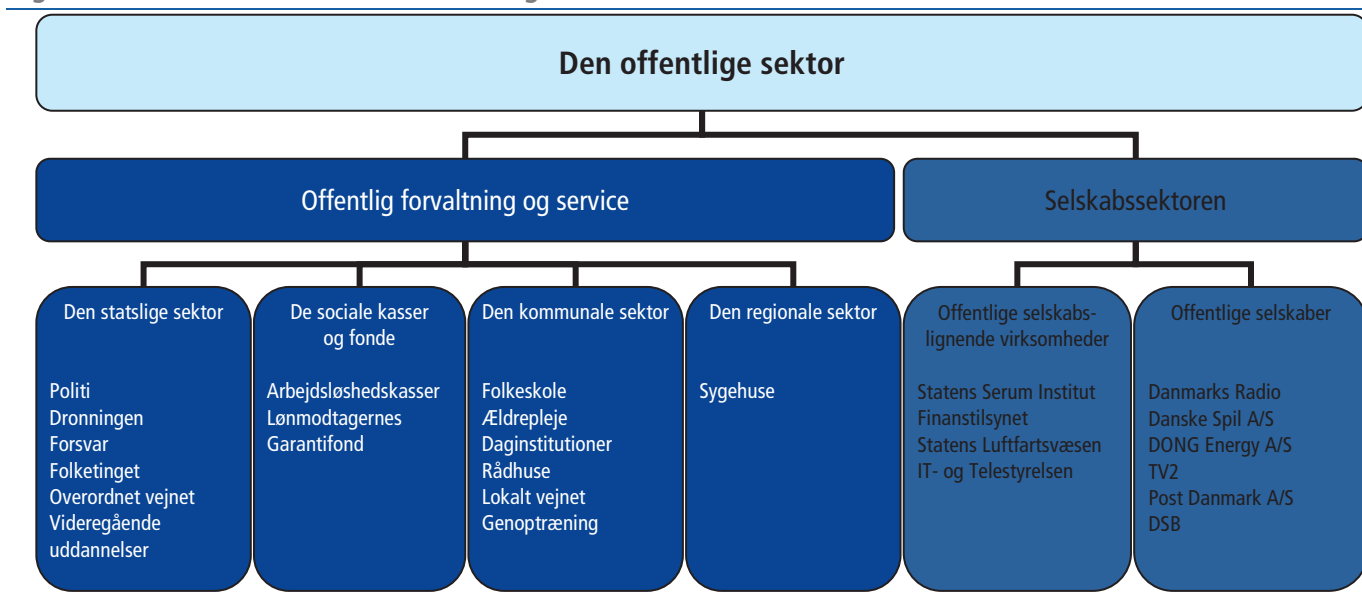 Den offentlige sektor
Offentlig forvaltning og service
Selskabssektoren
Den statslige sektor
Politi
Dronningen
Forsvar
Folketinget
Overordnet vejnet
Videregående
uddannelser
De sociale kasser
og fonde
Arbejdsløshedskasser
Lønmodtagernes
Garantifond
Den kommunale sektor
Folkeskole
Ældrepleje
Daginstitutioner
Rådhuse
Lokalt vejnet
Genoptræning
Den regionale sektor
Sygehuse
Offentlige selskabs-
lignende virksomheder
Statens Serum Institut
Finanstilsynet
Statens Luftfartsvæsen
IT- og Telestyrelsen
Offentlige selskaber
Danmarks Radio
Danske Spil A/S
DONG Energy A/S
TV2
Post Danmark A/S
DSB